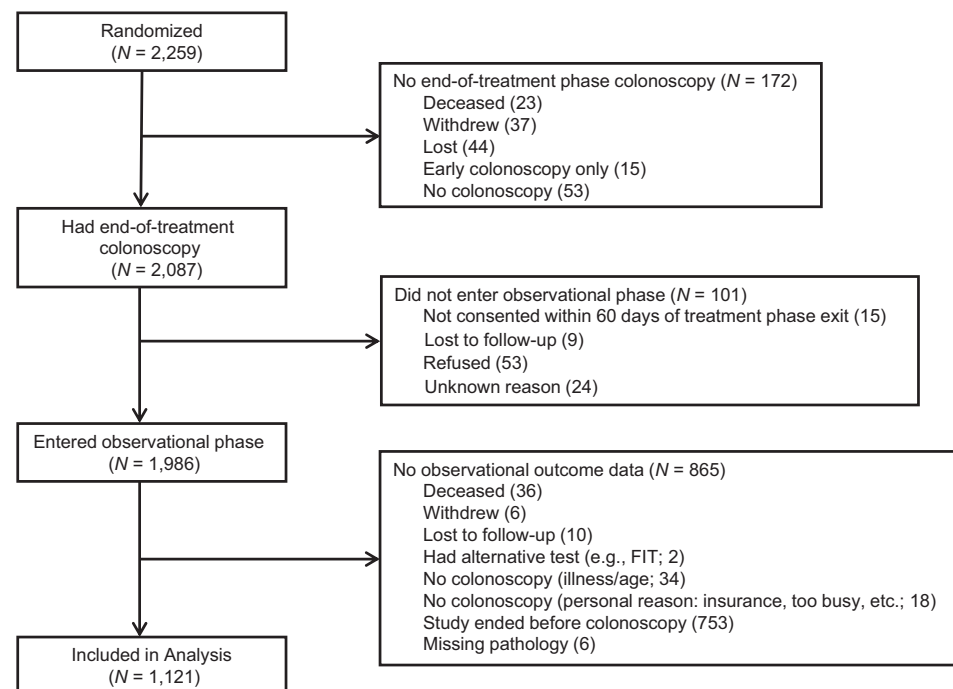 Randomized
(N = 2,259)
No end-of-treatment phase colonoscopy (N = 172)
Deceased (23)
Withdrew (37)
Lost (44)
Early colonoscopy only (15)
No colonoscopy (53)
Had end-of-treatment
colonoscopy
(N = 2,087)
Did not enter observational phase (N = 101)
Not consented within 60 days of treatment phase exit (15)
Lost to follow-up (9)
Refused (53)
Unknown reason (24)
Entered observational phase
(N = 1,986)
No observational outcome data (N = 865)
Deceased (36)
Withdrew (6)
Lost to follow-up (10)
Had alternative test (e.g., FIT; 2)
No colonoscopy (illness/age; 34)
No colonoscopy (personal reason: insurance, too busy, etc.; 18)
Study ended before colonoscopy (753)
Missing pathology (6)
Included in Analysis
(N = 1,121)